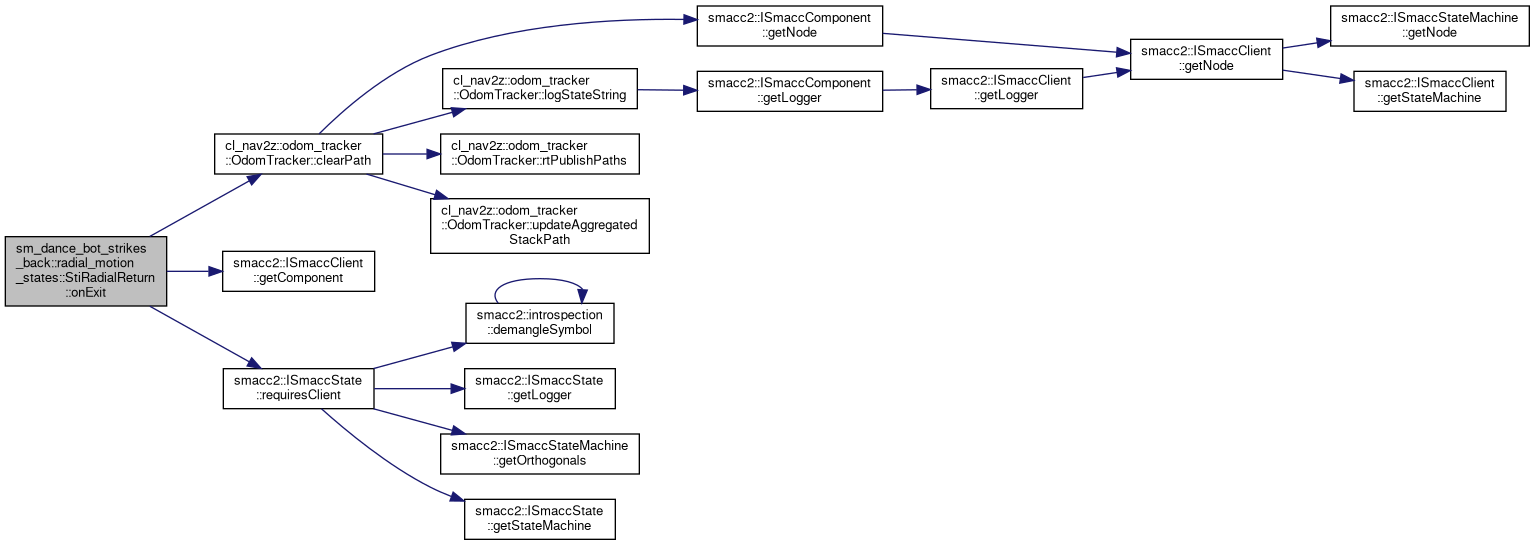 sm_dance_bot_strikes
_back::radial_motion
_states::StiRadialReturn
::onExit
cl_nav2z::odom_tracker
::OdomTracker::clearPath
smacc2::ISmaccComponent
::getNode
smacc2::ISmaccClient
::getNode
smacc2::ISmaccStateMachine
::getNode
smacc2::ISmaccClient
::getStateMachine
cl_nav2z::odom_tracker
::OdomTracker::logStateString
smacc2::ISmaccComponent
::getLogger
smacc2::ISmaccClient
::getLogger
cl_nav2z::odom_tracker
::OdomTracker::rtPublishPaths
cl_nav2z::odom_tracker
::OdomTracker::updateAggregated
StackPath
smacc2::ISmaccClient
::getComponent
smacc2::ISmaccState
::requiresClient
smacc2::introspection
::demangleSymbol
smacc2::ISmaccState
::getLogger
smacc2::ISmaccStateMachine
::getOrthogonals
smacc2::ISmaccState
::getStateMachine